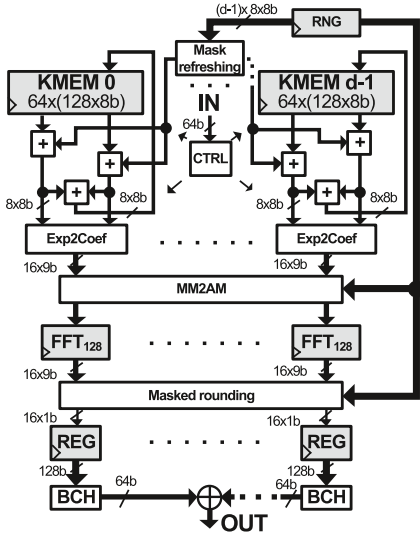 (d-1)x 8x8b
RNG
Mask
refreshing
KMEM 0
64x(128x8b)
KMEM d-1
64x(128x8b)
IN
64b
CTRL
+ + + +
+ +
8x8b 8x8b 8x8b 8x8b
Exp2Coef Exp2Coef
16x9b 16x9b
MM2AM
FFT128 FFT128
16x9b 16x9b
Masked rounding
16x1b 16x1b
REG REG
128b 128b
BCH 64b 64b BCH
OUT